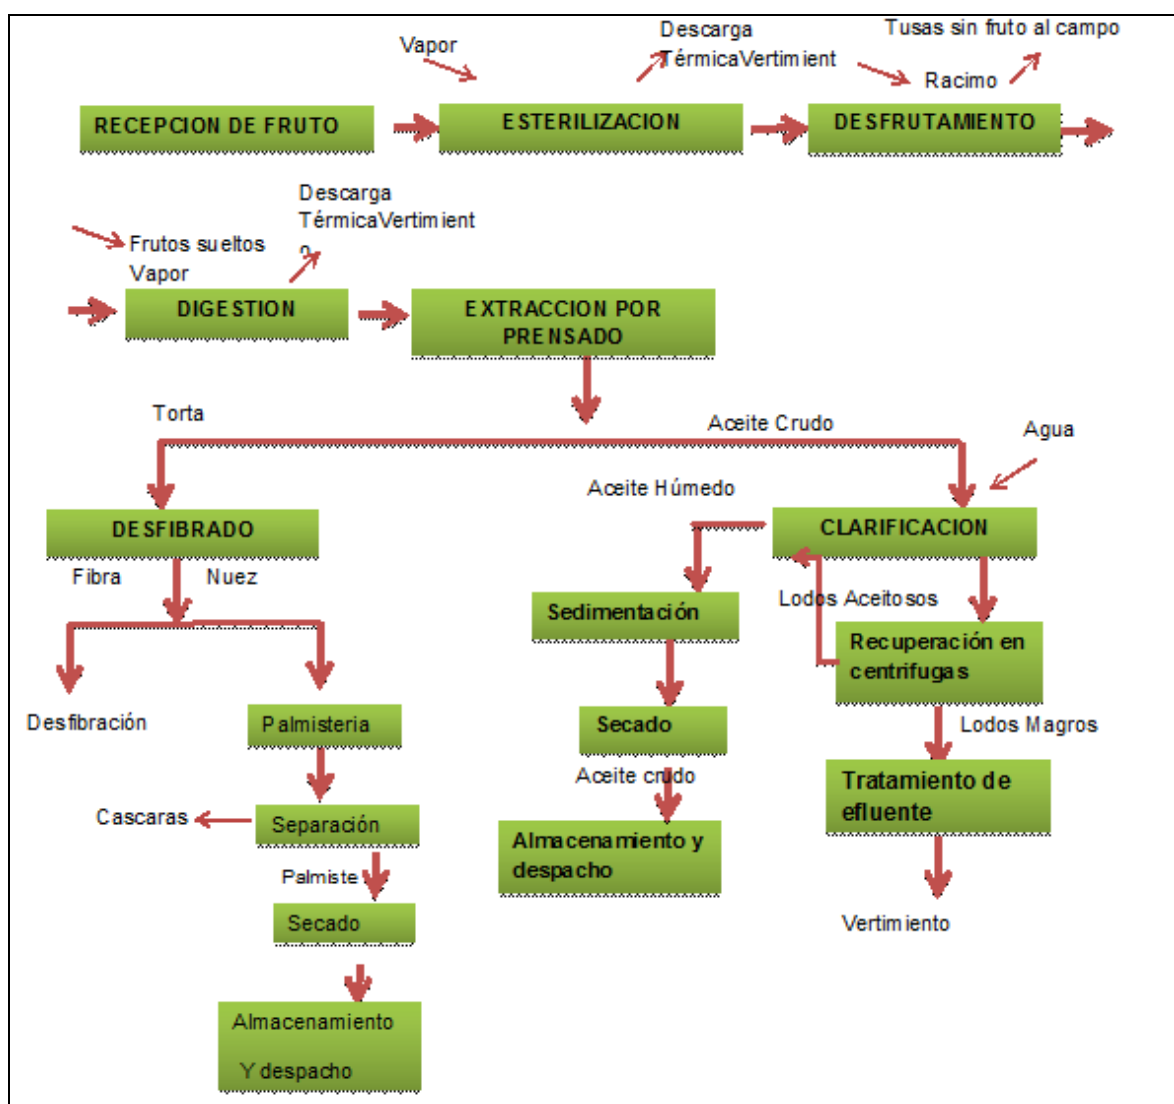 Vapor
Descarga
TérmicaVertimient
Tusas sin fruto al campo
Racimo
RECEPCION DE FRUTO
ESTERILIZACION
DESFRUTAMIENTO
Descarga
TérmicaVertimient
Frutos sueltos
Vapor
DIGESTION
EXTRACCION POR
PRENSADO
Torta
Aceite Crudo
Agua
Aceite Húmedo
DESFIBRADO
CLARIFICACION
Fibra
Nuez
Lodos Aceitosos
Sedimentación
Recuperación en
centrifugas
Desfibración
Palmisteria
Secado
Lodos Magros
Aceite crudo
Tratamiento de
efluente
Cascaras
Separación
Almacenamiento y
despacho
Palmiste
Secado
Vertimiento
Almacenamiento
Y despacho